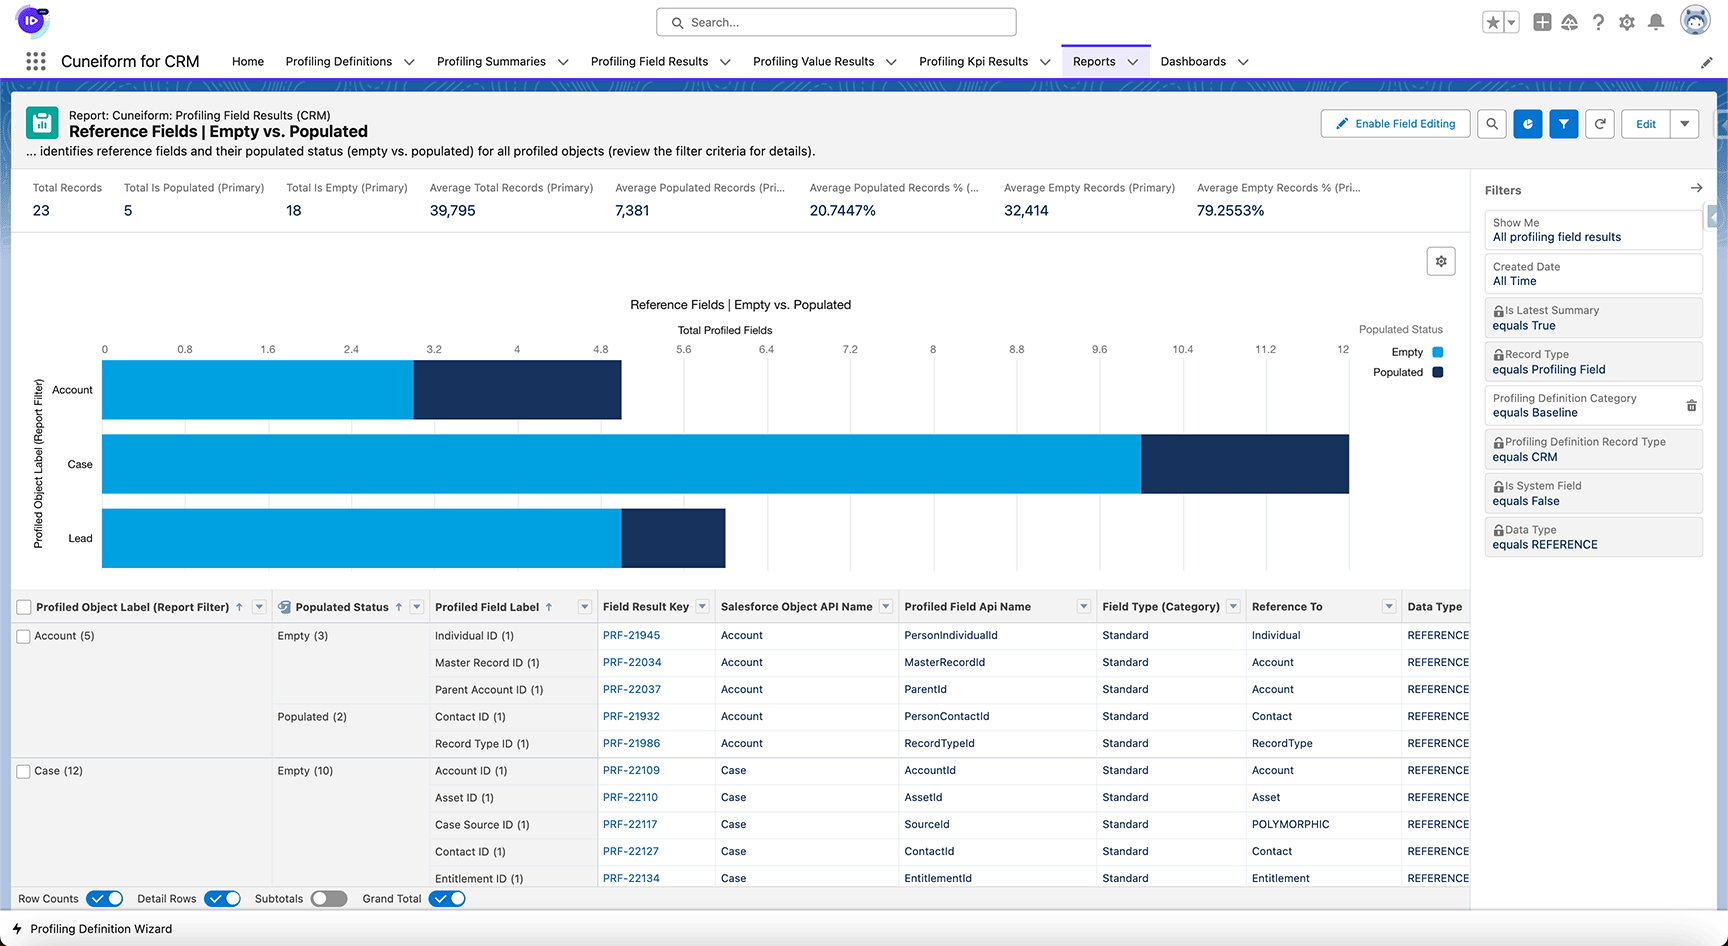 Search...
Cuneiform for CRM
Home
Profiling Definitions
Profiling Summaries
Profiling Field Results
Profiling Value Results
Profiling Kpi Results
Reports
Dashboards
Report: Cuneiform: Profiling Field Results (CRM)
Reference Fields | Empty vs. Populated
... identifies reference fields and their populated status (empty vs. populated) for all profiled objects (review the filter criteria for details).
Enable Field Editing
Edit
Total Records
23
Total Is Populated (Primary)
5
Total Is Empty (Primary)
18
Average Total Records (Primary)
39,795
Average Populated Records (Pri...
7,381
Average Populated Records % (...
20.7447%
Average Empty Records (Primary)
32,414
Average Empty Records % (Pri...
79.2553%
Reference Fields | Empty vs. Populated
Total Profiled Fields
0 0.8 1.6 2.4 3.2 4 4.8 5.6 6.4 7.2 8 8.8 9.6 10.4 11.2 12
Profiled Object Label (Report Filter)
Account
Case
Lead
Populated Status
Empty
Populated
Filters
Show Me
All profiling field results
Created Date
All Time
Is Latest Summary
equals True
Record Type
equals Profiling Field
Profiling Definition Category
equals Baseline
Profiling Definition Record Type
equals CRM
Is System Field
equals False
Data Type
equals REFERENCE
Profiled Object Label (Report Filter) ↑ Populated Status ↑ Profiled Field Label ↑ Field Result Key Salesforce Object API Name Profiled Field Api Name Field Type (Category) Reference To Data Type
Account (5) Empty (3) Individual ID (1) PRF-21945 Account PersonIndividualId Standard Individual REFERENCE
Master Record ID (1) PRF-22034 Account MasterRecordId Standard Account REFERENCE
Parent Account ID (1) PRF-22037 Account ParentId Standard Account REFERENCE
Populated (2) Contact ID (1) PRF-21932 Account PersonContactId Standard Contact REFERENCE
Record Type ID (1) PRF-21986 Account RecordTypeId Standard RecordType REFERENCE
Case (12) Empty (10) Account ID (1) PRF-22109 Case AccountId Standard Account REFERENCE
Asset ID (1) PRF-22110 Case AssetId Standard Asset REFERENCE
Case Source ID (1) PRF-22117 Case SourceId Standard POLYMORPHIC REFERENCE
Contact ID (1) PRF-22127 Case ContactId Standard Contact REFERENCE
Entitlement ID (1) PRF-22134 Case EntitlementId Standard Entitlement REFERENCE
Row Counts Detail Rows Subtotals Grand Total
Profiling Definition Wizard